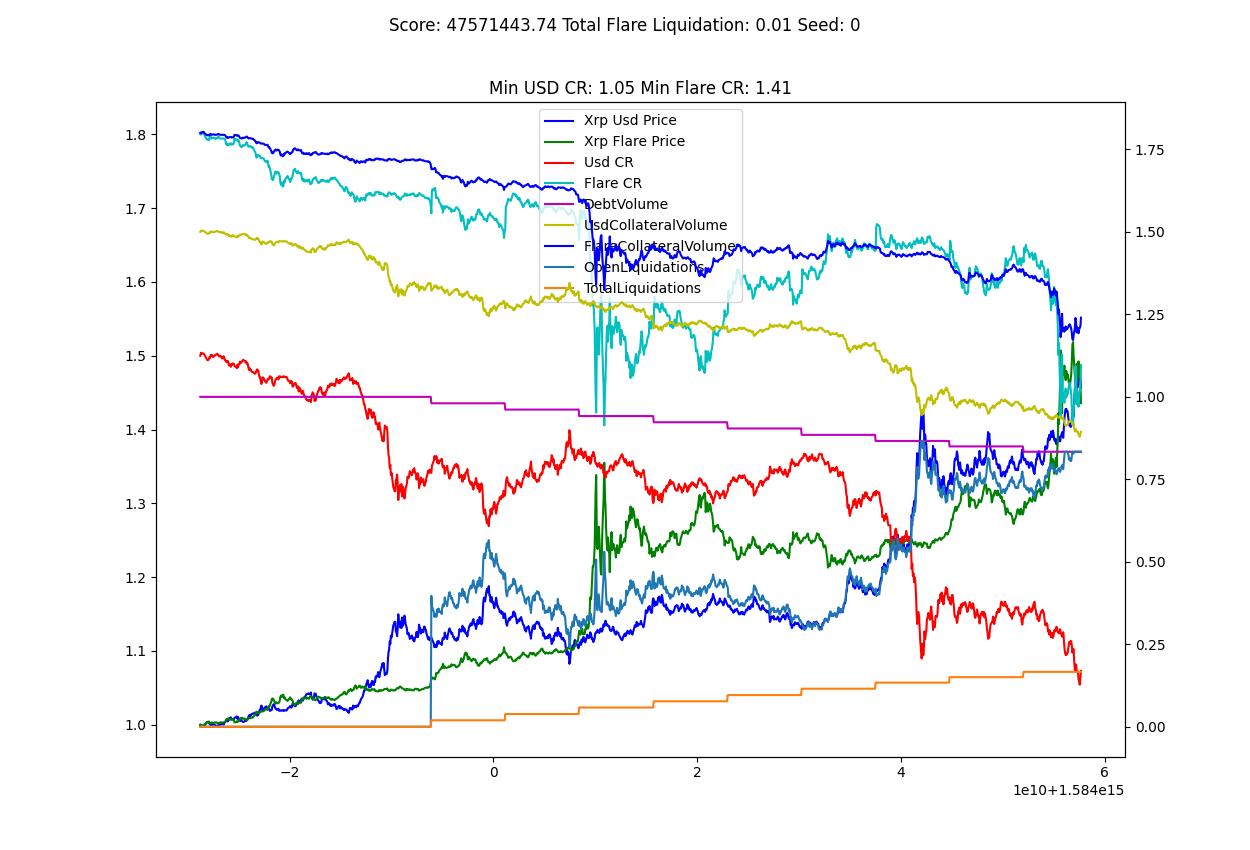 Score: 47571443.74 Total Flare Liquidation: 0.01 Seed: 0
Min USD CR: 1.05 Min Flare CR: 1.41
Xrp Usd Price
Xrp Flare Price
Usd CR
Flare CR
DebtVolume
UsdCollateralVolume
FlareCollateralVolume
OpenLiquidations
TotalLiquidations
1.8
1.7
1.6
1.5
1.4
1.3
1.2
1.1
1.0
1.75
1.50
1.25
1.00
0.75
0.50
0.25
0.00
−2
0
2
4
6
1e10+1.584e15